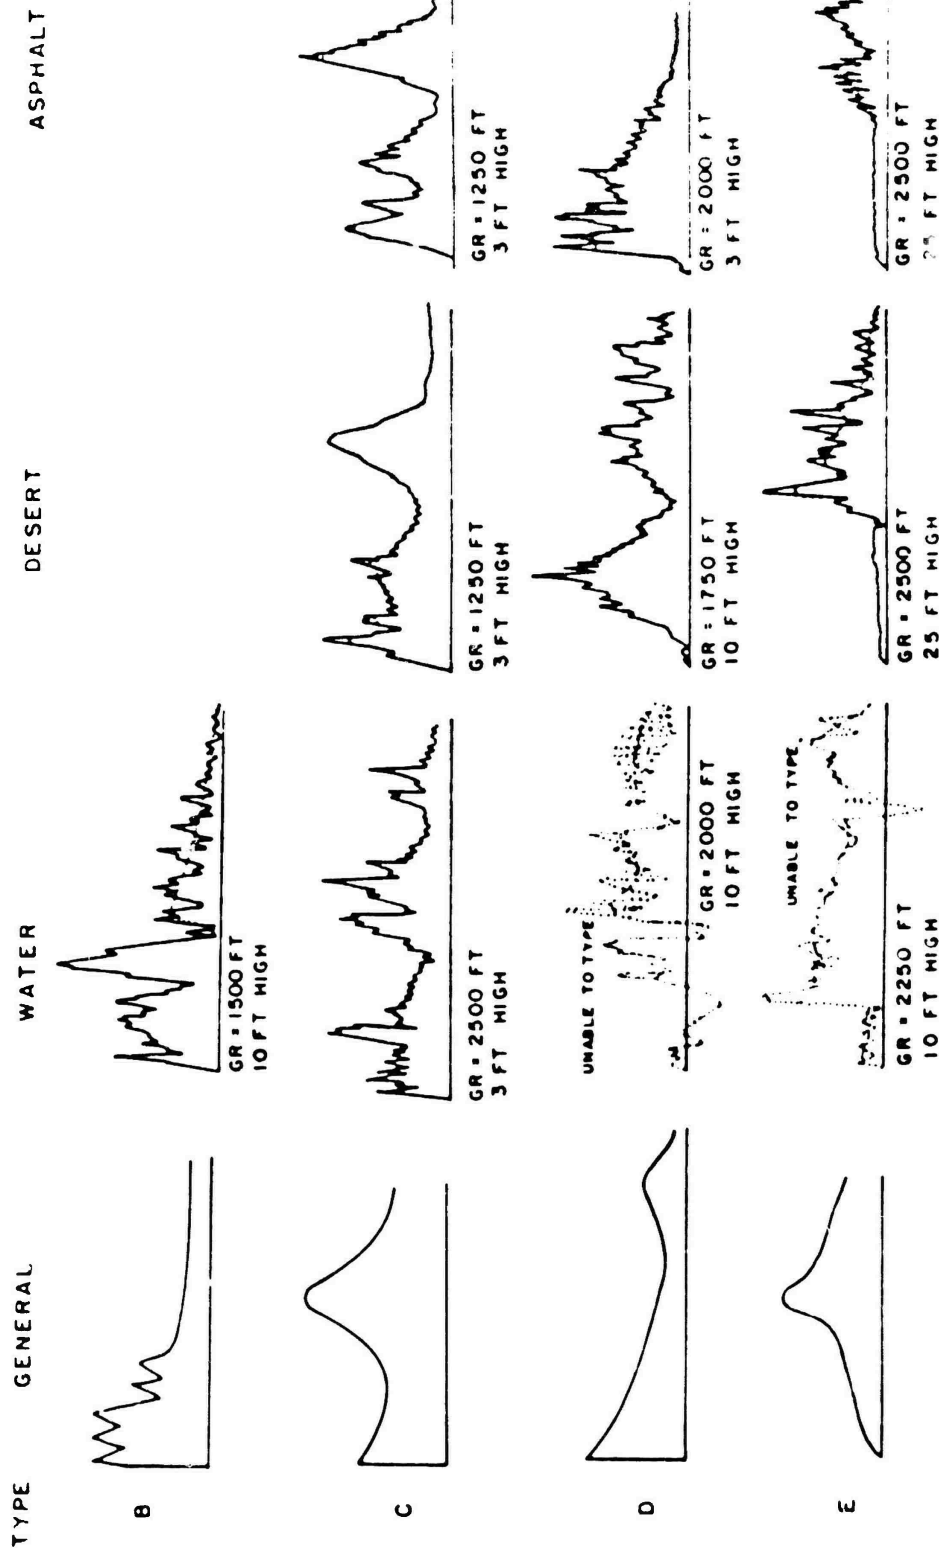 TYPE GENERAL WATER DESERT ASPHALT
B
GR = 1500 FT
10 FT HIGH
C
GR = 2500 FT
3 FT HIGH
GR = 1250 FT
3 FT HIGH
GR = 1250 FT
3 FT HIGH
D
UNABLE TO TYPE
GR = 2000 FT
10 FT HIGH
GR = 1750 FT
10 FT HIGH
GR = 2000 FT
3 FT HIGH
E
UNABLE TO TYPE.
GR = 2250 FT
10 FT HIGH
GR = 2500 FT
25 FT HIGH
GR = 2500 FT
FT HIGH